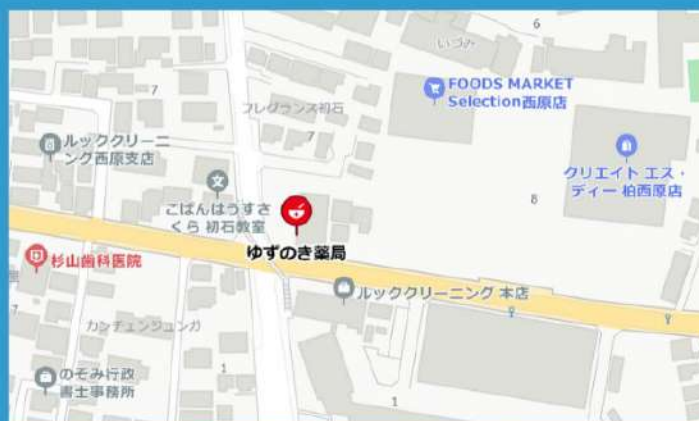 6
いづみ
FOODS MARKET
Selection西原店
7
フレグランス初石
7
ルッククリーニ
ング西原支店
クリエイト エス・
ディー 柏西原店
こぱんはうすさ
くら 初石教室
8
ゆずのき薬局
杉山歯科医院
ルッククリーニング 本店
7
カンチェンジュンガ
のぞみ行政
書士事務所
1
1